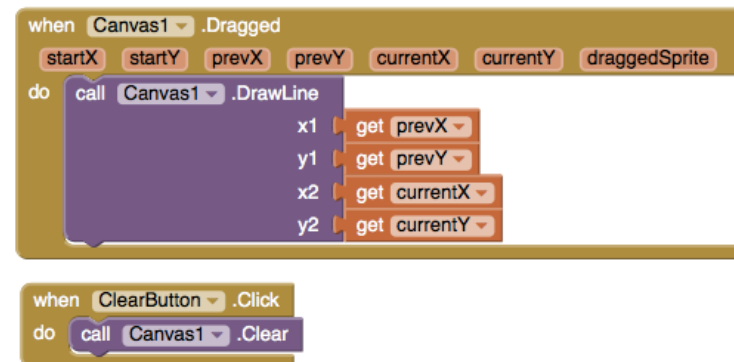 when Canvas1 .Dragged
startX startY prevX prevY currentX currentY draggedSprite
do call Canvas1 .DrawLine
x1 get prevX
y1 get prevY
x2 get currentX
y2 get currentY
when ClearButton .Click
do call Canvas1 .Clear